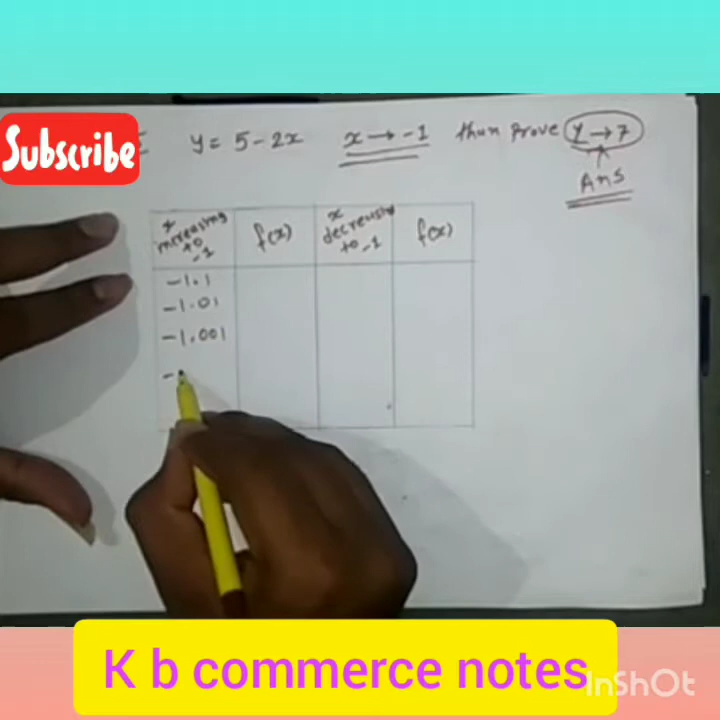 Subscribe
y = 5-2x x → -1 then prove y → 7
Ans
x increasing to -1 f(x) x decreasing to -1 f(x)
-1.1
-1.01
-1.001
-
K b commerce notes
InShOt